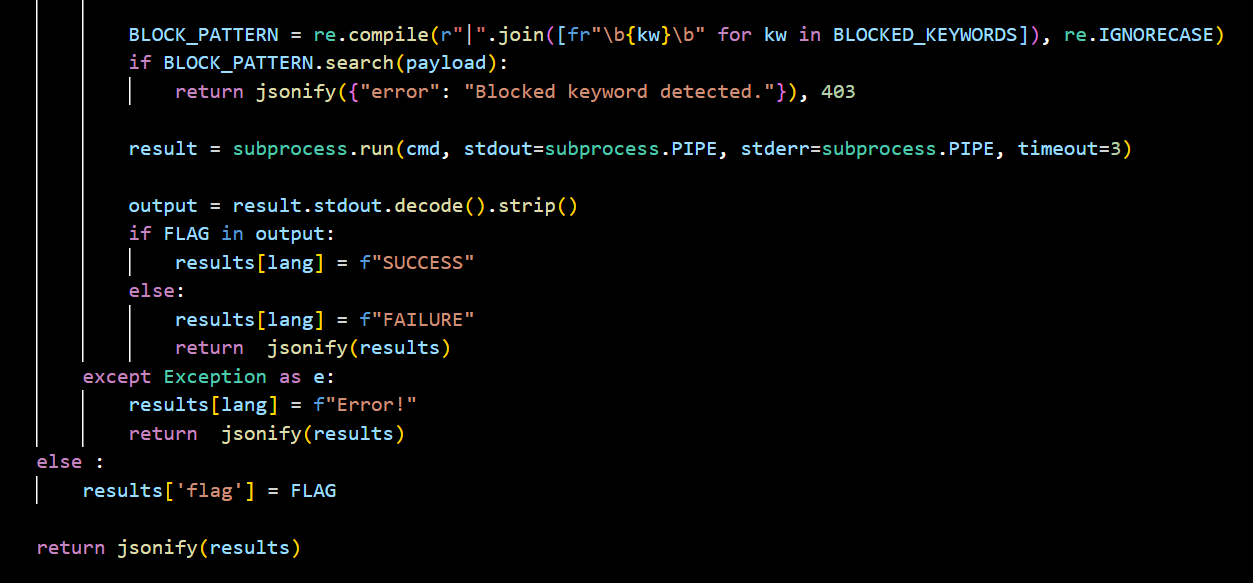 BLOCK_PATTERN = re.compile(r"|".join([fr"\b{kw}\b" for kw in BLOCKED_KEYWORDS]), re.IGNORECASE)
if BLOCK_PATTERN.search(payload):
return jsonify({"error": "Blocked keyword detected."}), 403
result = subprocess.run(cmd, stdout=subprocess.PIPE, stderr=subprocess.PIPE, timeout=3)
output = result.stdout.decode().strip()
if FLAG in output:
results[lang] = f"SUCCESS"
else:
results[lang] = f"FAILURE"
return  jsonify(results)
except Exception as e:
results[lang] = f"Error!"
return  jsonify(results)
else :
results['flag'] = FLAG
return jsonify(results)